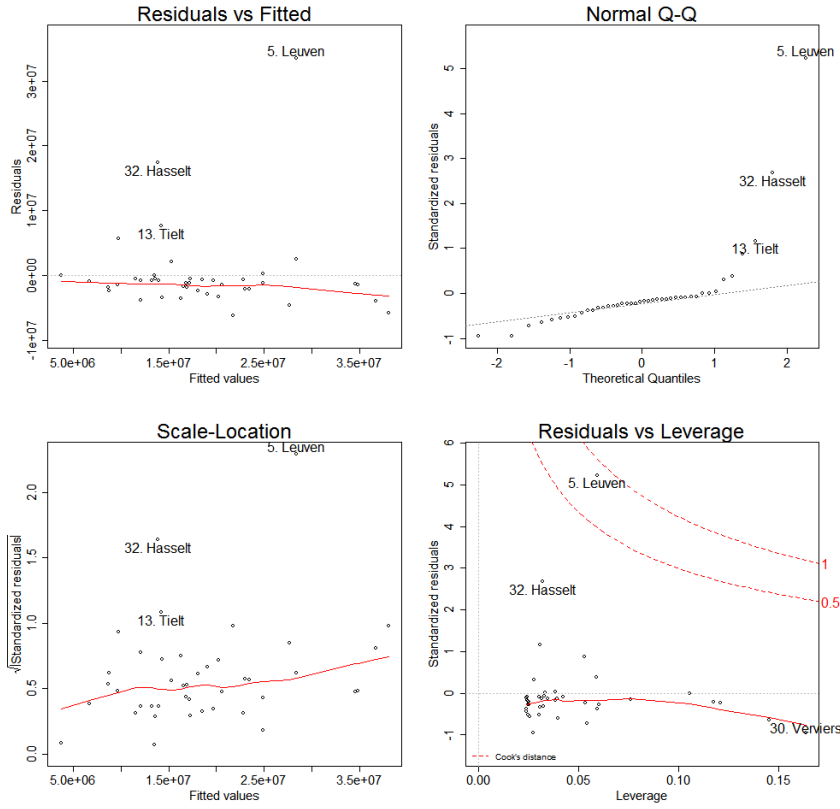 Residuals vs Fitted
Residuals
3e+07
2e+07
1e+07
0e+00
-1e+07
5. Leuven
32. Hasselt
13. Tielt
5.0e+06
1.5e+07
2.5e+07
3.5e+07
Fitted values
Normal Q-Q
Standardized residuals
5
4
3
2
1
0
-1
5. Leuven
32. Hasselt
13. Tielt
-2
-1
0
1
2
Theoretical Quantiles
Scale-Location
√|Standardized residuals|
2.0
1.5
1.0
0.5
0.0
5. Leuven
32. Hasselt
13. Tielt
5.0e+06
1.5e+07
2.5e+07
3.5e+07
Fitted values
Residuals vs Leverage
Standardized residuals
6
5
4
3
2
1
0
-1
5. Leuven
32. Hasselt
30. Verviers
1
0.5
Cook's distance
0.00
0.05
0.10
0.15
Leverage